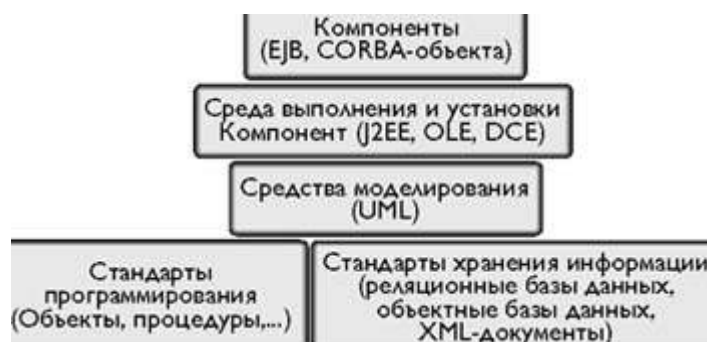 Компоненты
(EJB, CORBA-объекта)
Среда выполнения и установки
Компонент (J2EE, OLE, DCE)
Средства моделирования
(UML)
Стандарты
программирования
(Объекты, процедуры,...)
Стандарты хранения информации
(реляционные базы данных,
объектные базы данных,
XML-документы)